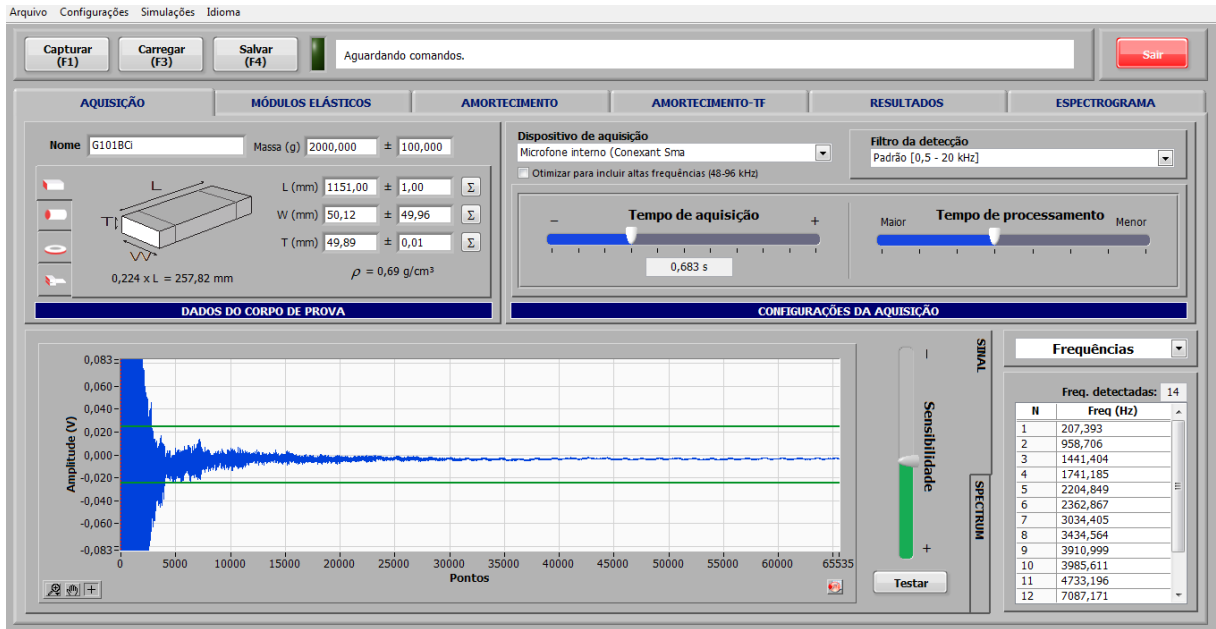 Arquivo Configurações Simulações Idioma
Capturar (F1)
Carregar (F3)
Salvar (F4)
Aguardando comandos.
Sair
AQUISIÇÃO
MÓDULOS ELÁSTICOS
AMORTECIMENTO
AMORTECIMENTO-TF
RESULTADOS
ESPECTROGRAMA
Nome G101BCi
Massa (g) 2000,000 ± 100,000
L
T
W
L (mm) 1151,00 ± 1,00 Σ
W (mm) 50,12 ± 49,96 Σ
T (mm) 49,89 ± 0,01 Σ
0,224 x L = 257,82 mm
ρ = 0,69 g/cm³
DADOS DO CORPO DE PROVA
Dispositivo de aquisição
Microfone interno (Conexant Sma
Otimizar para incluir altas frequências (48-96 kHz)
Filtro da detecção
Padrão [0,5 - 20 kHz]
− Tempo de aquisição +
0,683 s
Maior Tempo de processamento Menor
CONFIGURAÇÕES DA AQUISIÇÃO
Amplitude (V)
0,083
0,060
0,040
0,020
0,000
-0,020
-0,040
-0,060
-0,083
0 5000 10000 15000 20000 25000 30000 35000 40000 45000 50000 55000 60000 65535
Pontos
−
Sensibilidade
+
Testar
SINAL
SPECTRUM
Frequências
Freq. detectadas: 14
N Freq (Hz)
1 207,393
2 958,706
3 1441,404
4 1741,185
5 2204,849
6 2362,867
7 3034,405
8 3434,564
9 3910,999
10 3985,611
11 4733,196
12 7087,171